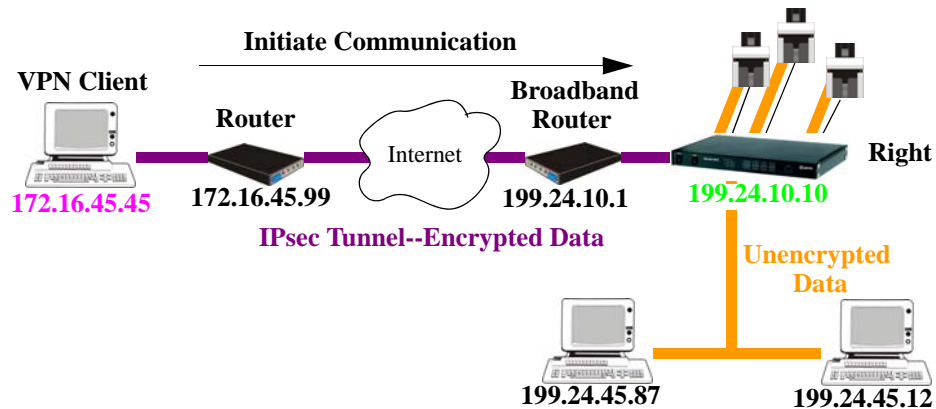 Initiate Communication
VPN Client
Broadband
Router
Router
Internet
Right
172.16.45.45
172.16.45.99
199.24.10.1
199.24.10.10
IPsec Tunnel--Encrypted Data
Unencrypted
Data
199.24.45.87
199.24.45.12